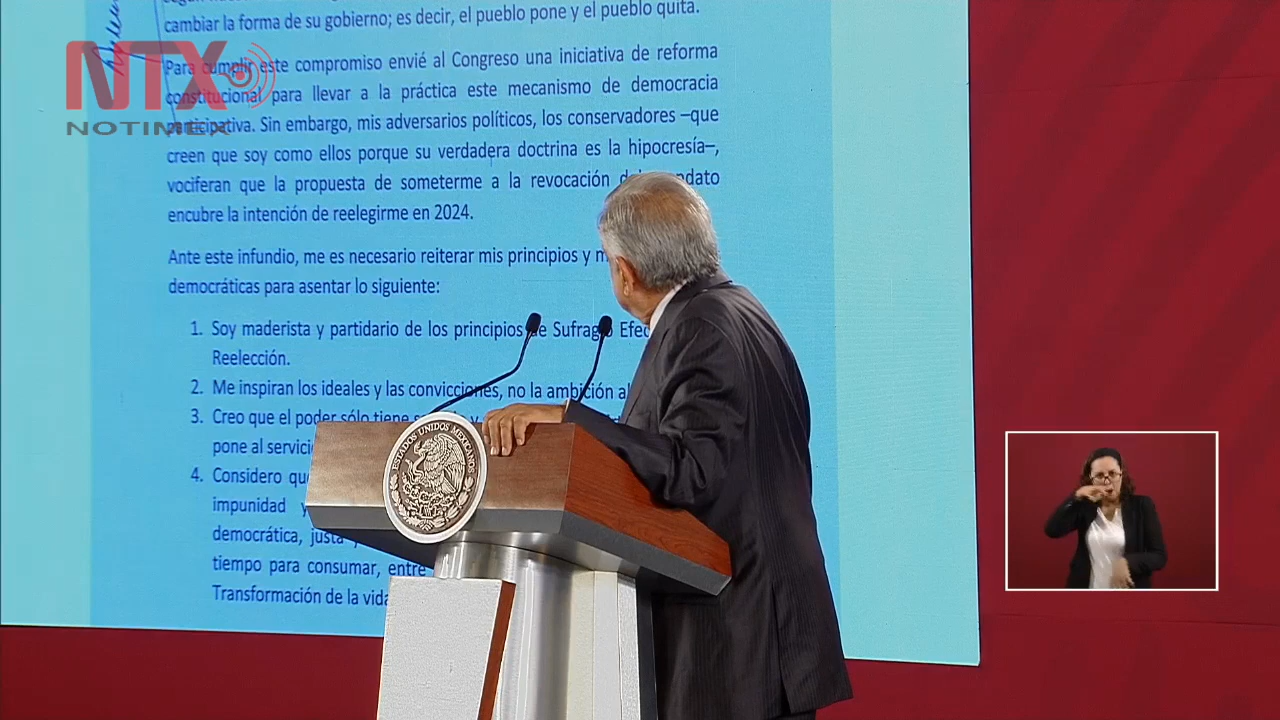 cambiar la forma de su gobierno; es decir, el pueblo pone y el pueblo quita.
NTX
Para cumplir este compromiso envié al Congreso una iniciativa de reforma
constitucional para llevar a la práctica este mecanismo de democracia
NOTIMEX
participativa. Sin embargo, mis adversarios políticos, los conservadores –que
creen que soy como ellos porque su verdadera doctrina es la hipocresía–,
vociferan que la propuesta de someterme a la revocación
encubre la intención de reelegirme en 2024.
Ante este infundio, me es necesario reiterar mis principios y
democráticas para asentar lo siguiente:
1. Soy maderista y partidario de los principios de Sufragio
Reelección.
2. Me inspiran los ideales y las convicciones, no la ambición
3. Creo que el poder sólo tiene
pone al
4. Considero
impunidad
democrática, justa
tiempo para consumar, entre
Transformación de la vida
ESTADOS UNIDOS MEXICANOS